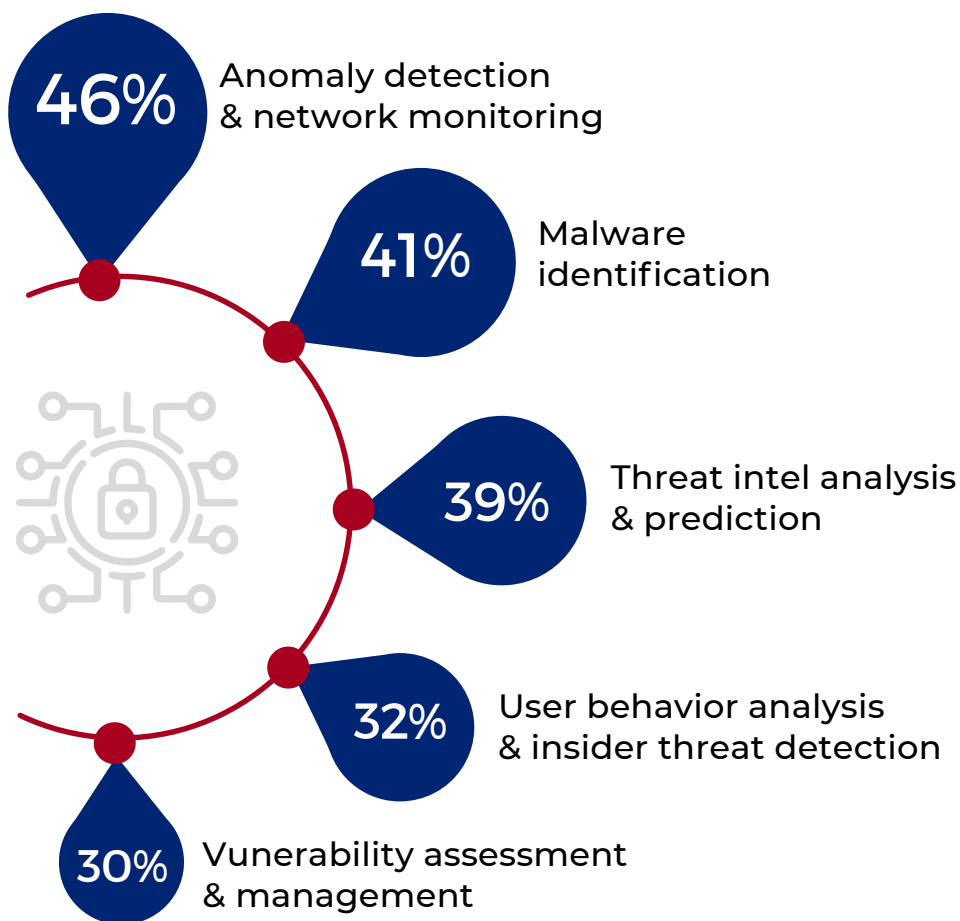 46%
Anomaly detection
& network monitoring
41%
Malware
identification
39%
Threat intel analysis
& prediction
32%
User behavior analysis
& insider threat detection
30%
Vunerability assessment
& management